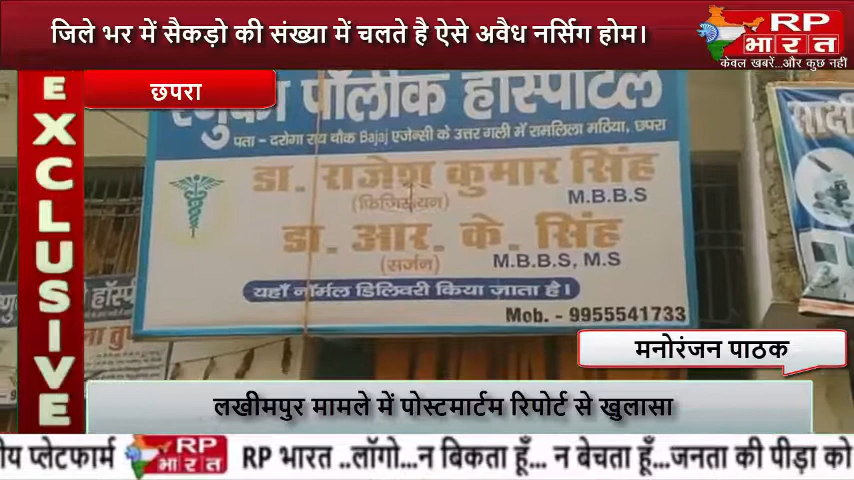 जिले भर में सैकड़ो की संख्या में चलते है ऐसे अवैध नर्सिग होम।
RP
भारत
केवल खबरें...और कुछ नहीं
EXCLUSIVE
छपरा
पॉलीक हॉस्पीटल
पता - दरोगा राय चौक Bajaj एजेन्सी के उत्तर गली में रामलिला मठिया, छपरा
डा. राजेश कुमार सिंह
M.B.B.S
(फिजिसियन)
डा. आर. के. सिंह
(सर्जन)
M.B.B.S, M.S
यहाँ नॉर्मल डिलिवरी किया जाता है।
Mob. - 9955541733
मनोरंजन पाठक
लखीमपुर मामले में पोस्टमार्टम रिपोर्ट से खुलासा
प्लेटफार्म RP भारत RP भारत ..लॉगो...न बिकता हूँ... न बेचता हूँ...जनता की पीड़ा को